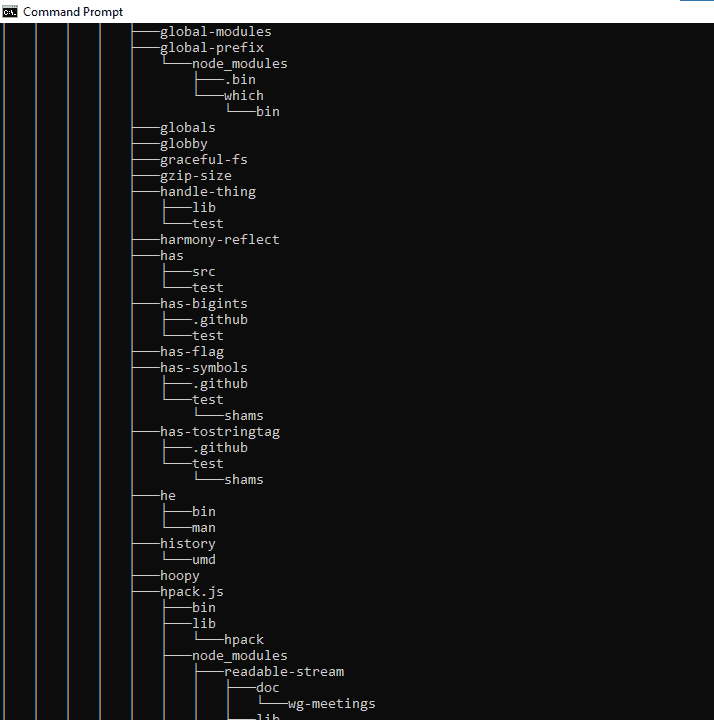 Command Prompt
global-modules
global-prefix
node_modules
.bin
which
bin
globals
globby
graceful-fs
gzip-size
handle-thing
lib
test
harmony-reflect
has
src
test
has-bigints
.github
test
has-flag
has-symbols
.github
test
shams
has-tostringtag
.github
test
shams
he
bin
man
history
umd
hoopy
hpack.js
bin
lib
hpack
node_modules
readable-stream
doc
wg-meetings
lib